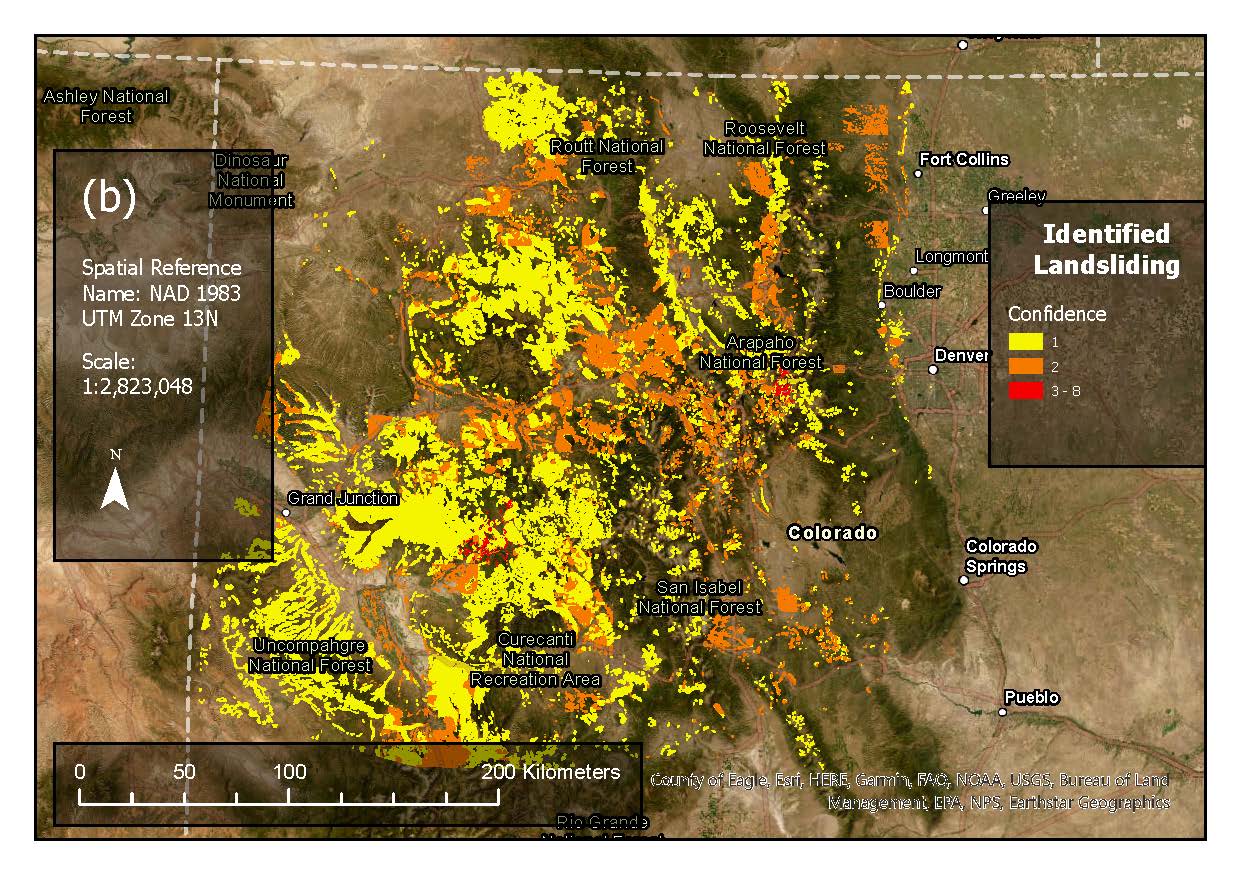 Ashley National
Forest
Dinosaur
National
Monument
Routt National
Forest
Roosevelt
National Forest
Fort Collins
Greeley
(b)
Spatial Reference
Name: NAD 1983
UTM Zone 13N
Scale:
1:2,823,048
N
Identified
Landsliding
Confidence
1
2
3 - 8
Longmont
Boulder
Denver
Arapaho
National Forest
Grand Junction
Colorado
Colorado
Springs
San Isabel
National Forest
Uncompahgre
National Forest
Curecanti
National
Recreation Area
Pueblo
0 50 100 200 Kilometers
County of Eagle, Esri, HERE, Garmin, FAO, NOAA, USGS, Bureau of Land
Management, EPA, NPS, Earthstar Geographics
Rio Grande
National Forest